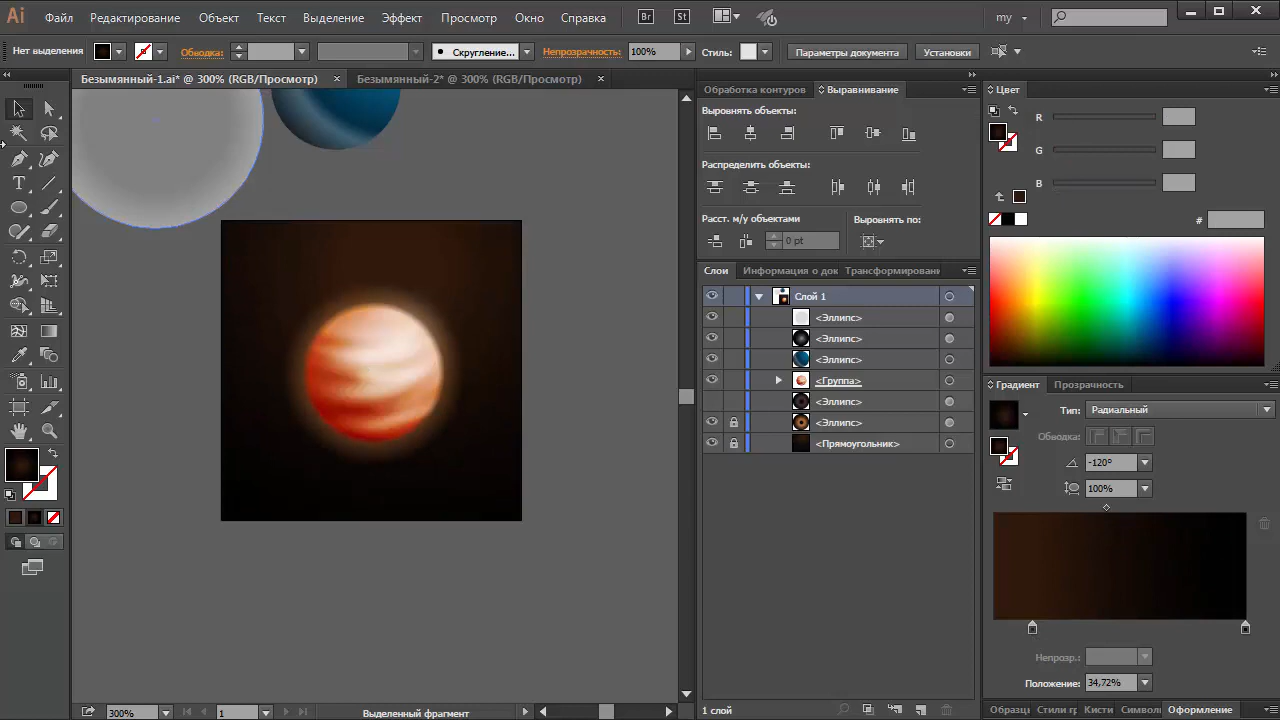 Ai Файл Редактирование Объект Текст Выделение Эффект Просмотр Окно Справка Br St my
Нет выделения Обводка: Скругление... Непрозрачность: 100% Стиль: Параметры документа Установки
Безымянный-1.ai* @ 300% (RGB/Просмотр) × Безымянный-2* @ 300% (RGB/Просмотр) ×
Обработка контуров Выравнивание
Выровнять объекты:
Распределить объекты:
Расст. м/у объектами Выровнять по:
0 pt
Слои Информация о док Трансформировани
Слой 1
<Эллипс>
<Эллипс>
<Эллипс>
<Группа>
<Эллипс>
<Эллипс>
<Прямоугольник>
1 слой
Цвет
R
G
B
#
Градиент Прозрачность
Тип: Радиальный
Обводка:
-120°
100%
Непрозр.:
Положение: 34,72%
Образц Стили гр Кисти Символ Оформление
300% 1 Выделенный фрагмент